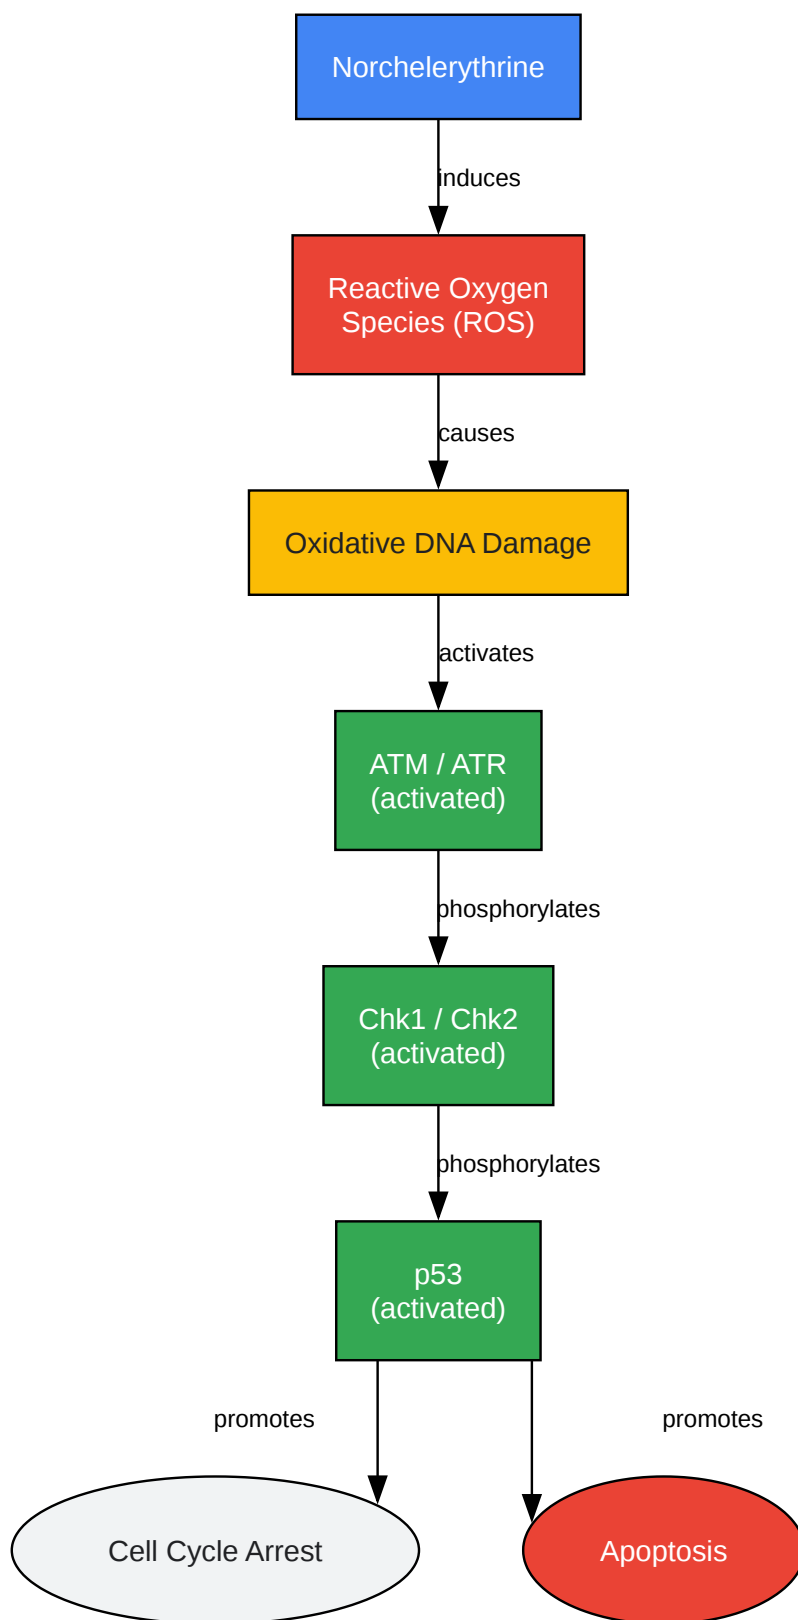 Norchelerythrine
induces
Reactive Oxygen
Species (ROS)
causes
Oxidative DNA Damage
activates
ATM / ATR
(activated)
phosphorylates
Chk1 / Chk2
(activated)
phosphorylates
p53
(activated)
promotes
promotes
Cell Cycle Arrest
Apoptosis